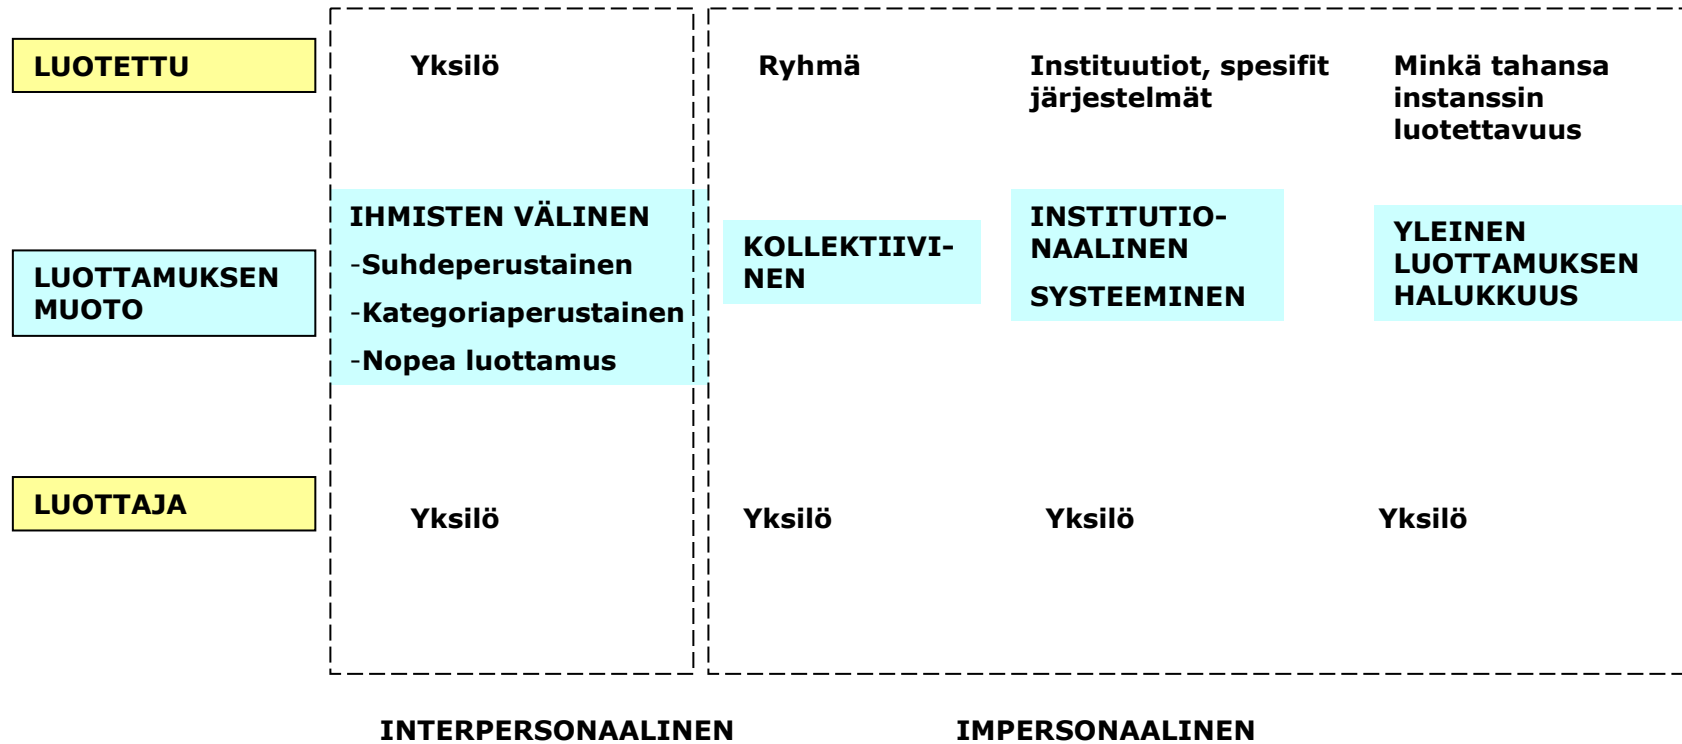 LUOTETTU
Yksilö
Ryhmä
Instituutiot, spesifit
järjestelmät
Minkä tahansa
instanssin
luotettavuus
LUOTTAMUKSEN
MUOTO
IHMISTEN VÄLINEN
-Suhdeperustainen
-Kategoriaperustainen
-Nopea luottamus
KOLLEKTIIVI-
NEN
INSTITUTIO-
NAALINEN
SYSTEEMINEN
YLEINEN
LUOTTAMUKSEN
HALUKKUUS
LUOTTAJA
Yksilö
Yksilö
Yksilö
Yksilö
INTERPERSONAALINEN
IMPERSONAALINEN